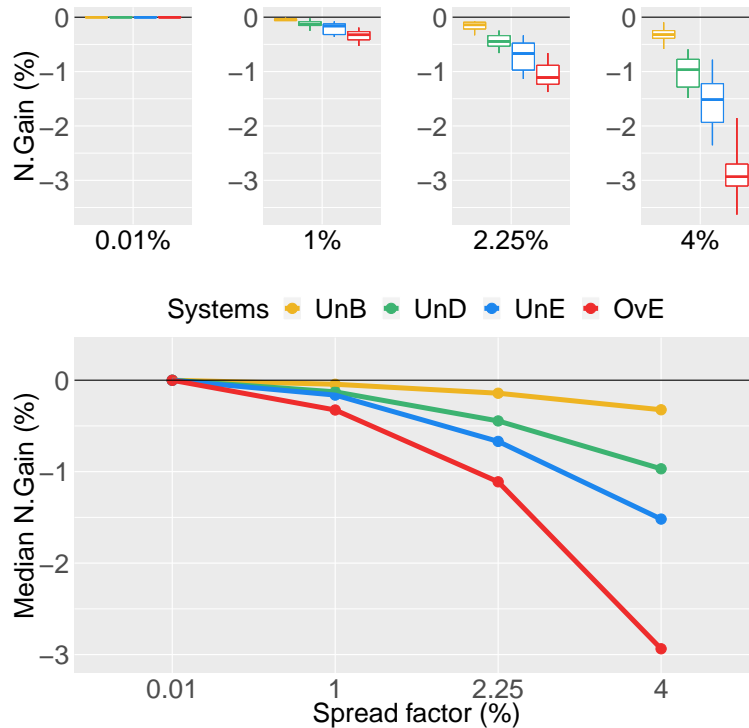 N.Gain (%)
0 0 0 0
−1 −1 −1 −1
−2 −2 −2 −2
−3 −3 −3 −3
0.01% 1% 2.25% 4%
Systems UnB UnD UnE OvE
Median N.Gain (%)
0
−1
−2
−3
0.01 1 2.25 4
Spread factor (%)